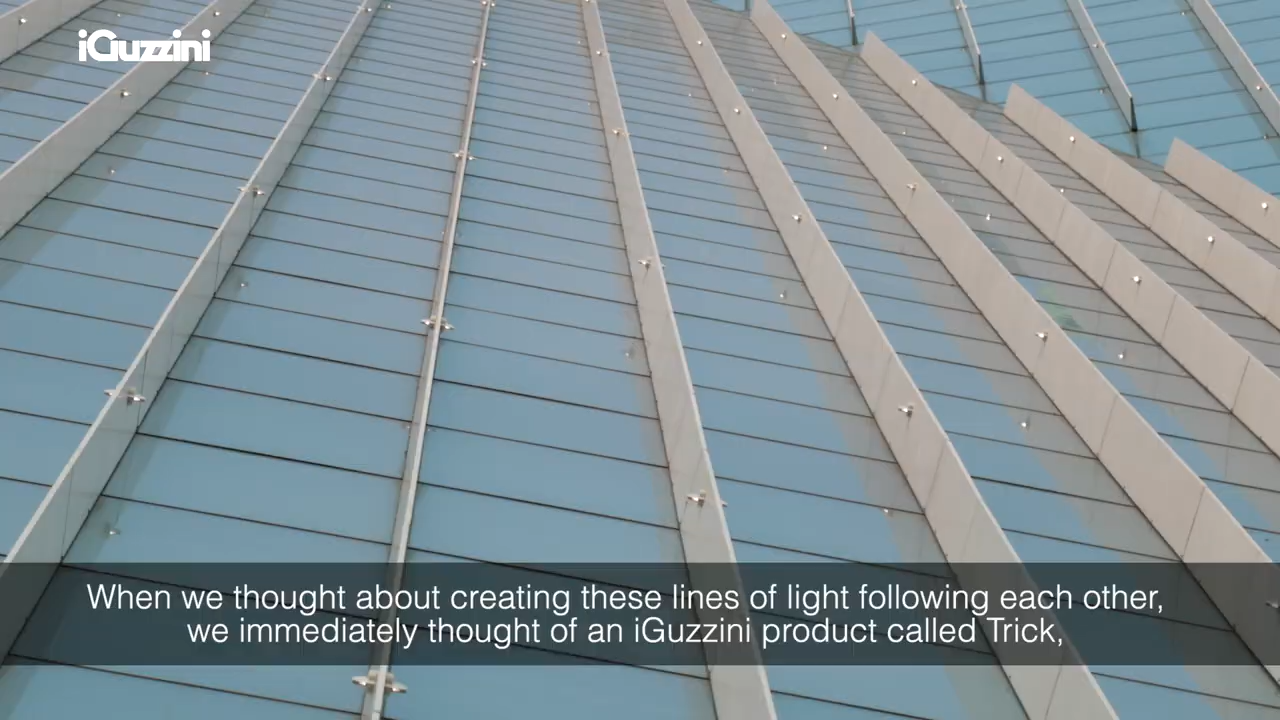 iGuzzini
When we thought about creating these lines of light following each other,
we immediately thought of an iGuzzini product called Trick,